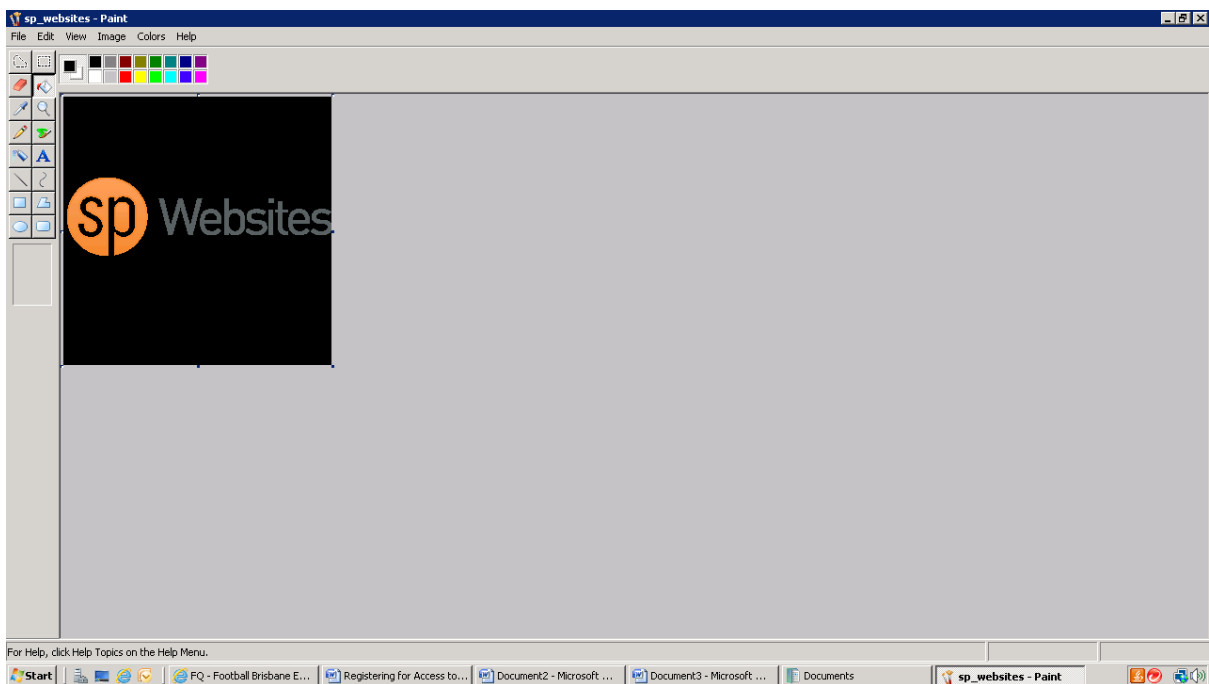 sp_websites - Paint
File Edit View Image Colors Help
A
sp Websites
For Help, click Help Topics on the Help Menu.
Start FQ - Football Brisbane E... Registering for Access to... Document2 - Microsoft ... Document3 - Microsoft ... Documents sp_websites - Paint